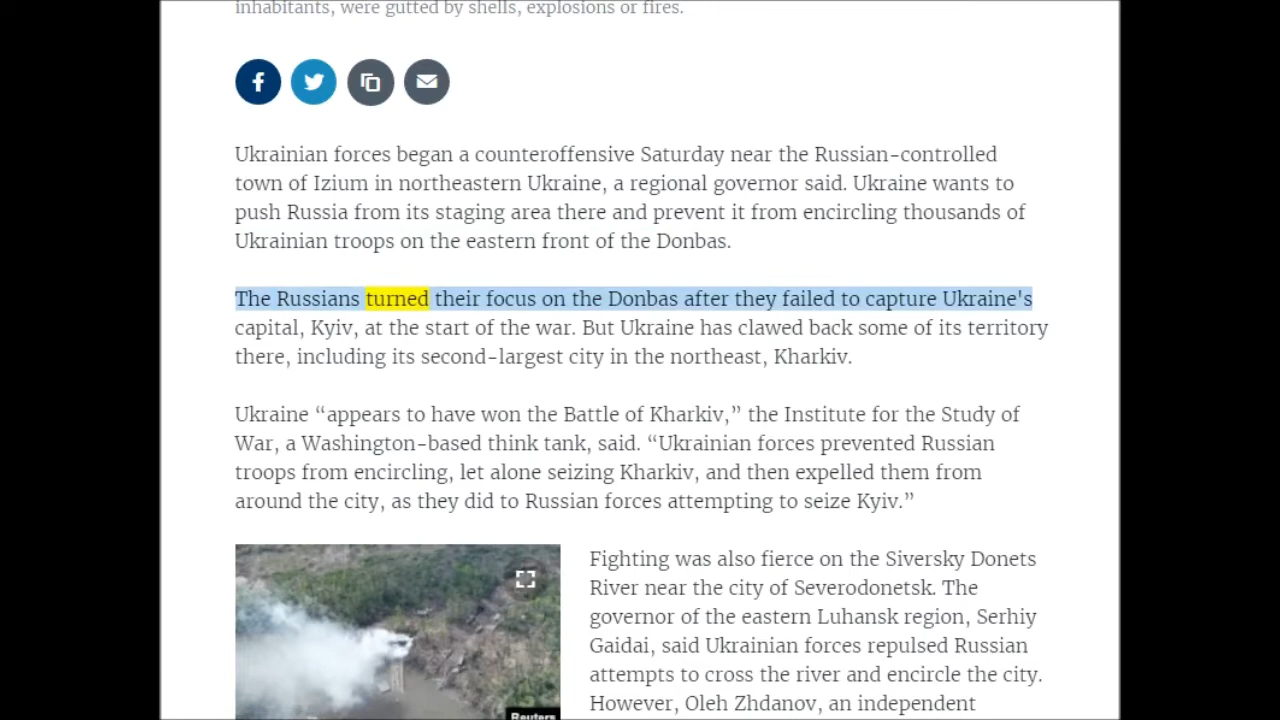 inhabitants, were gutted by shells, explosions or fires.
Ukrainian forces began a counteroffensive Saturday near the Russian-controlled
town of Izium in northeastern Ukraine, a regional governor said. Ukraine wants to
push Russia from its staging area there and prevent it from encircling thousands of
Ukrainian troops on the eastern front of the Donbas.
The Russians turned their focus on the Donbas after they failed to capture Ukraine's
capital, Kyiv, at the start of the war. But Ukraine has clawed back some of its territory
there, including its second-largest city in the northeast, Kharkiv.
Ukraine “appears to have won the Battle of Kharkiv,” the Institute for the Study of
War, a Washington-based think tank, said. “Ukrainian forces prevented Russian
troops from encircling, let alone seizing Kharkiv, and then expelled them from
around the city, as they did to Russian forces attempting to seize Kyiv.”
Fighting was also fierce on the Siversky Donets
River near the city of Severodonetsk. The
governor of the eastern Luhansk region, Serhiy
Gaidai, said Ukrainian forces repulsed Russian
attempts to cross the river and encircle the city.
However, Oleh Zhdanov, an independent
Reuters